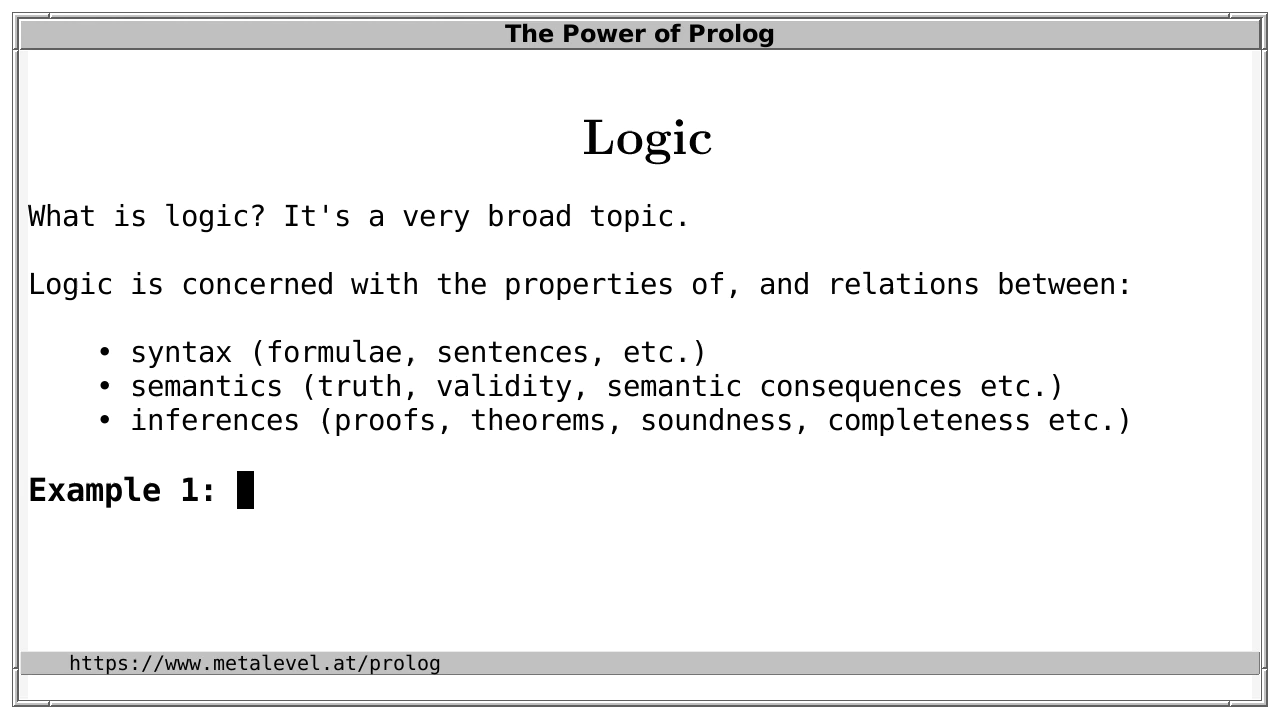 The Power of Prolog
Logic
What is logic? It's a very broad topic.
Logic is concerned with the properties of, and relations between:
• syntax (formulae, sentences, etc.)
• semantics (truth, validity, semantic consequences etc.)
• inferences (proofs, theorems, soundness, completeness etc.)
Example 1:
https://www.metalevel.at/prolog